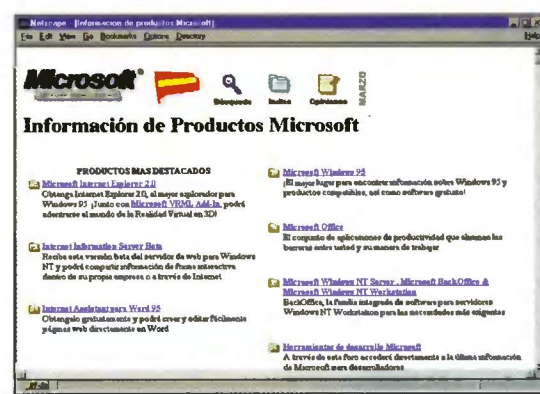 Netscape - [Información de productos Microsoft]
File Edit View Go Bookmarks Options Directory Help
Microsoft
Búsqueda
Indice
Opiniones
MARZO
Información de Productos Microsoft
PRODUCTOS MAS DESTACADOS
Microsoft Internet Explorer 2.0
Obtenga Internet Explorer 2.0, el mejor explorador para
Windows 95. ¡Junto con Microsoft VRML Add-In, podrá
adentrarse al mundo de la Realidad Virtual en 3D!
Internet Information Server Beta
Reciba esta versión beta del servidor de web para Windows
NT y podrá compartir información de forma interactiva
dentro de su propia empresa o a través de Internet
Internet Assistant para Word 95
Obténgalo gratuitamente y podrá crear y editar fácilmente
páginas web directamente en Word
Microsoft Windows 95
¡El mejor lugar para encontrar información sobre Windows 95 y
productos compatibles, así como software gratuito!
Microsoft Office
El conjunto de aplicaciones de productividad que eliminan las
barreras entre usted y su manera de trabajar
Microsoft Windows NT Server, Microsoft BackOffice &
Microsoft Windows NT Workstation
BackOffice, la familia integrada de software para servidores
Windows NT Workstation para las necesidades más exigentes
Herramientas de desarrollo Microsoft
A través de este foro accederá directamente a la última información
de Microsoft para desarrolladores